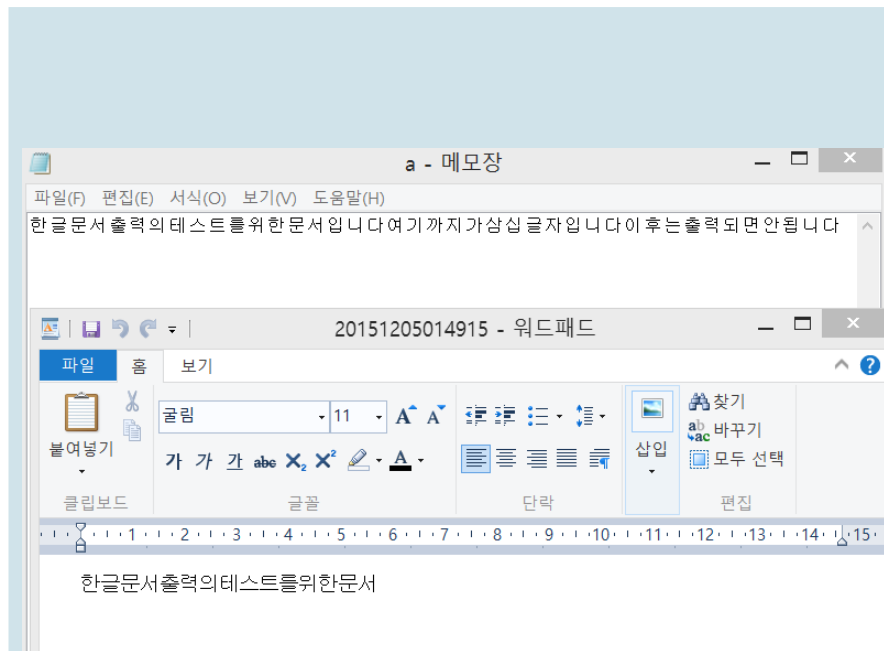 a - 메모장
파일(F) 편집(E) 서식(O) 보기(V) 도움말(H)
한글문서출력의테스트를위한문서입니다여기까지가삼십글자입니다이후는출력되면안됩니다
20151205014915 - 워드패드
파일 홈 보기
굴림 11 A A 찾기
붙여넣기 가 가 가 abc X₂ X² A 삽입 ab ac 바꾸기
모두 선택
클립보드 글꼴 단락 편집
1 2 3 4 5 6 7 8 9 10 11 12 13 14 15
한글문서출력의테스트를위한문서